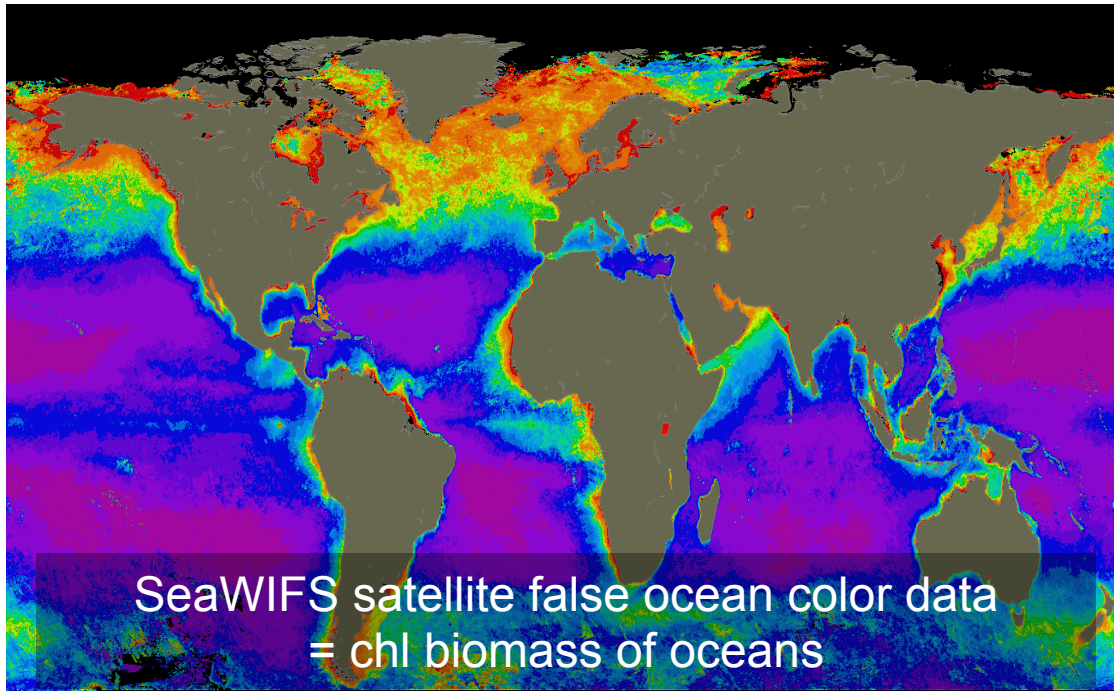 SeaWIFS satellite false ocean color data
= chl biomass of oceans